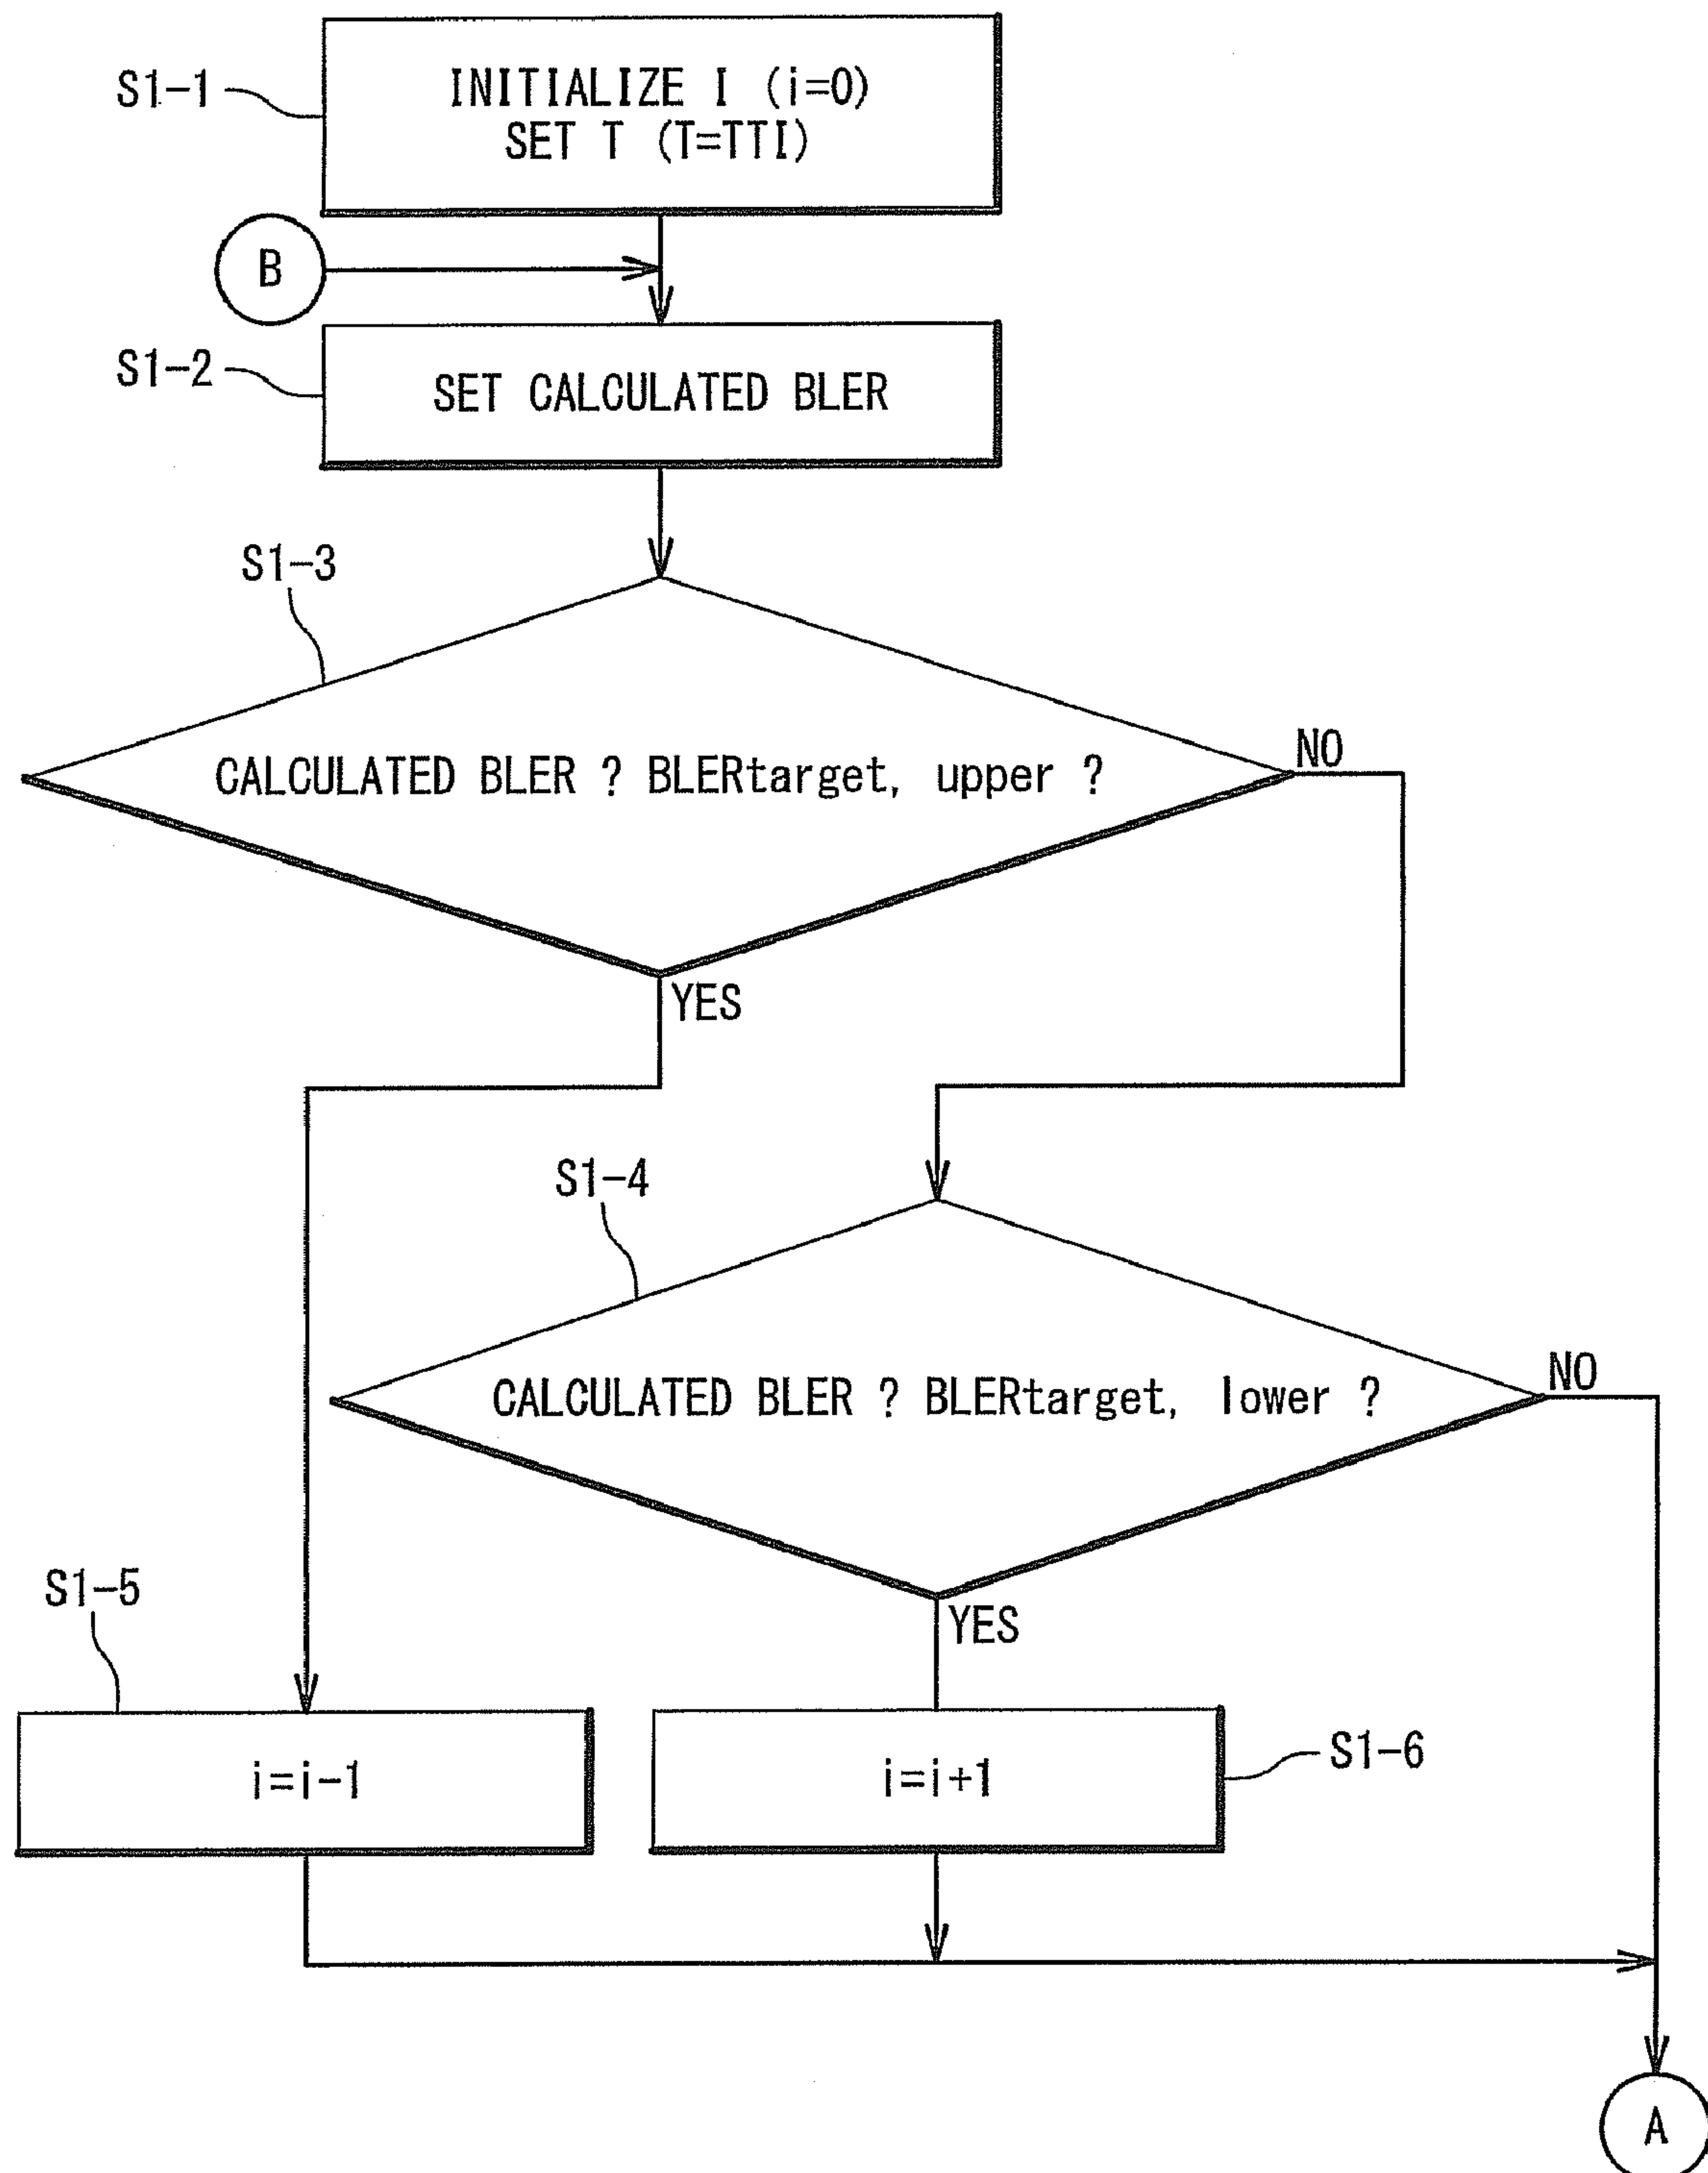 S1-1
INITIALIZE I (i=0)
SET T (T=TTI)
B
S1-2
SET CALCULATED BLER
S1-3
CALCULATED BLER ? BLERtarget, upper ?
NO
YES
S1-4
CALCULATED BLER ? BLERtarget, lower ?
NO
YES
S1-5
i=i-1
i=i+1
S1-6
A